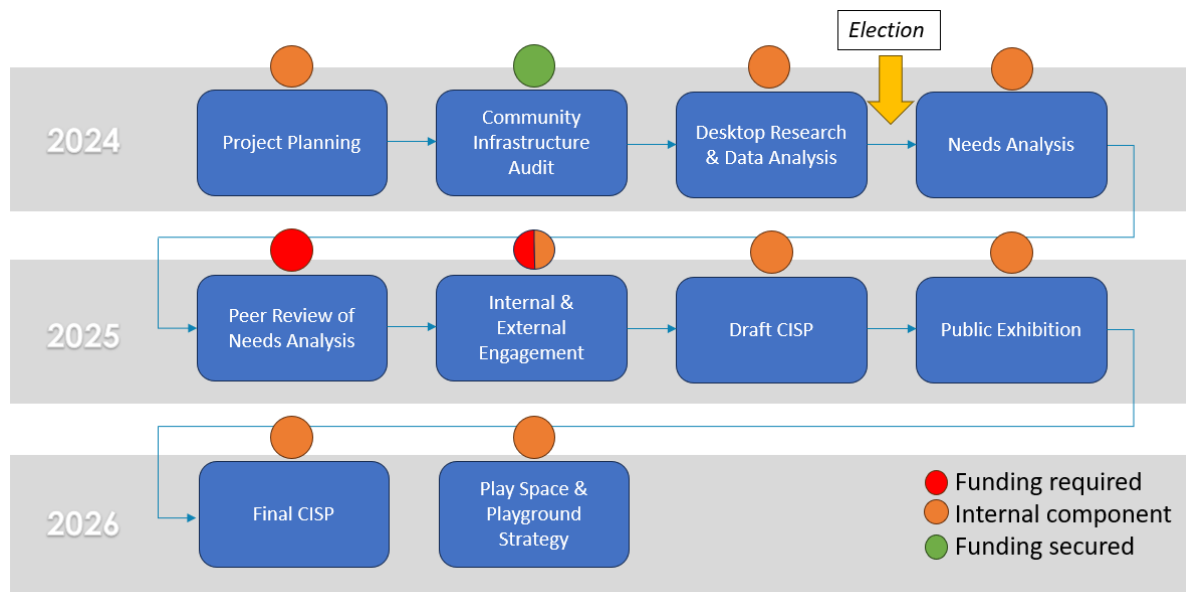 Election
2024
Project Planning
Community
Infrastructure
Audit
Desktop Research
& Data Analysis
Needs Analysis
2025
Peer Review of
Needs Analysis
Internal &
External
Engagement
Draft CISP
Public Exhibition
2026
Final CISP
Play Space &
Playground
Strategy
Funding required
Internal component
Funding secured